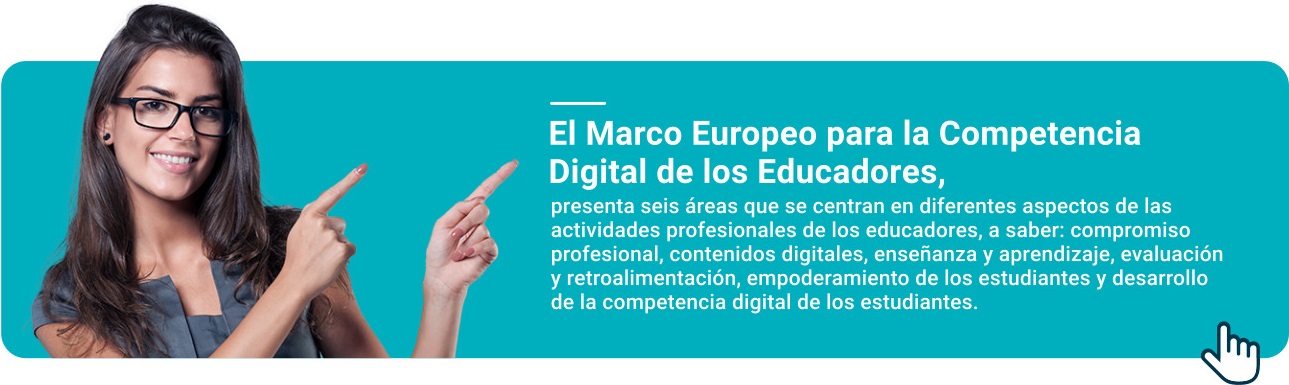 El Marco Europeo para la Competencia
Digital de los Educadores,
presenta seis áreas que se centran en diferentes aspectos de las
actividades profesionales de los educadores, a saber: compromiso
profesional, contenidos digitales, enseñanza y aprendizaje, evaluación
y retroalimentación, empoderamiento de los estudiantes y desarrollo
de la competencia digital de los estudiantes.